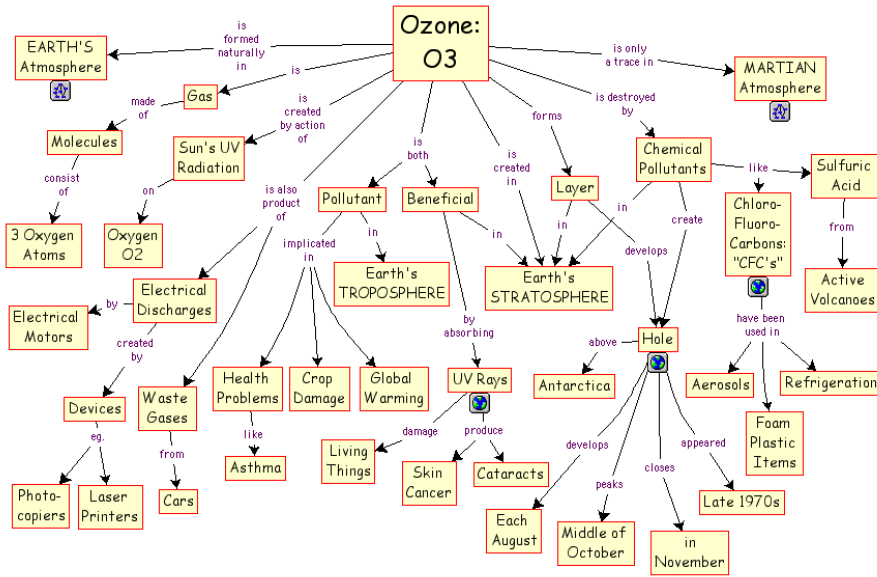 Ozone:
O3
is
formed
naturally
in
EARTH'S
Atmosphere
is only
a trace in
MARTIAN
Atmosphere
is
Gas
made
of
Molecules
consist
of
3 Oxygen
Atoms
is
created
by action
of
Sun's UV
Radiation
on
Oxygen
O2
is also
product
of
Electrical
Discharges
by
Electrical
Motors
created
by
Devices
eg.
Photo-
copiers
Laser
Printers
Waste
Gases
from
Cars
is
both
Pollutant
in
Earth's
TROPOSPHERE
implicated
in
Health
Problems
like
Asthma
Crop
Damage
Global
Warming
Beneficial
in
by
absorbing
UV Rays
damage
Living
Things
produce
Skin
Cancer
Cataracts
is
created
in
Earth's
STRATOSPHERE
forms
Layer
in
develops
is destroyed
by
Chemical
Pollutants
in
create
like
Sulfuric
Acid
from
Active
Volcanoes
Chloro-
Fluoro-
Carbons:
"CFC's"
have been
used in
Aerosols
Foam
Plastic
Items
Refrigeration
Hole
above
Antarctica
develops
Each
August
peaks
Middle of
October
closes
in
November
appeared
Late 1970s